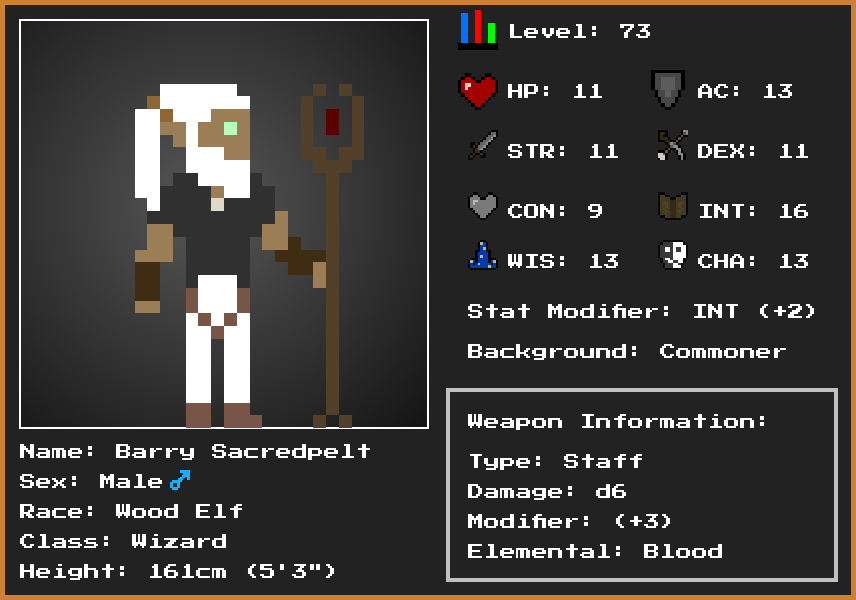 Level: 73
HP: 11
AC: 13
STR: 11
DEX: 11
CON: 9
INT: 16
WIS: 13
CHA: 13
Stat Modifier: INT (+2)
Background: Commoner
Weapon Information:
Type: Staff
Damage: d6
Modifier: (+3)
Elemental: Blood
Name: Barry Sacredpelt
Sex: Male♂
Race: Wood Elf
Class: Wizard
Height: 161cm (5'3")